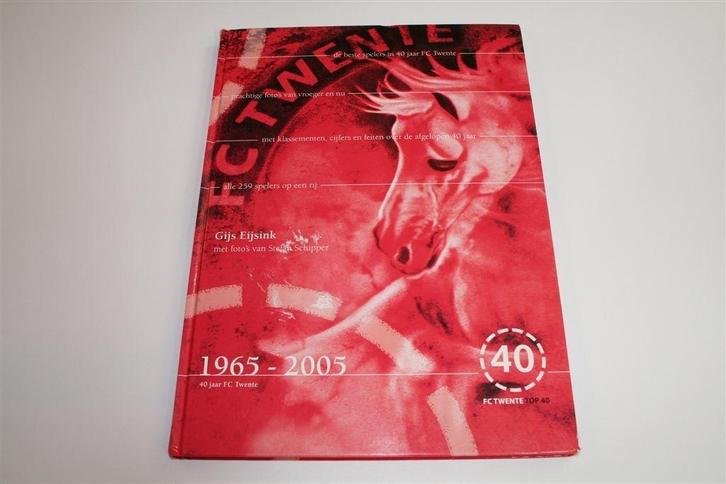 FC TWENTE
de beste spelers in 40 jaar FC Twente
prachtige foto's van vroeger en nu
met klassementen, cijfers en feiten over de afgelopen 40 jaar
alle 259 spelers op een rij
Gijs Eijsink
met foto's van Stefan Schipper
1965 - 2005
40 jaar FC Twente
40
FC TWENTE TOP 40